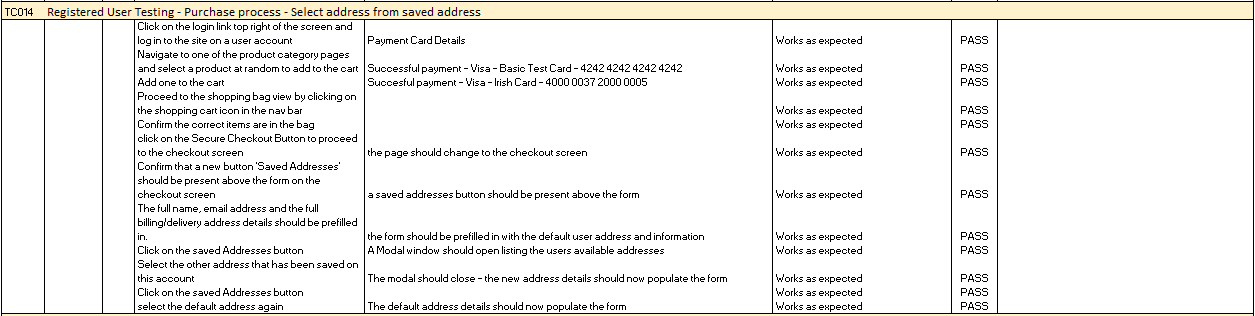 TC014 Registered User Testing - Purchase process - Select address from saved address
Click on the login link top right of the screen and
log in to the site on a user account Payment Card Details Works as expected PASS
Navigate to one of the product category pages
and select a product at random to add to the cart Successful payment - Visa - Basic Test Card - 4242 4242 4242 4242 Works as expected PASS
Add one to the cart Succesful payment - Visa - Irish Card - 4000 0037 2000 0005 Works as expected PASS
Proceed to the shopping bag view by clicking on
the shopping cart icon in the nav bar Works as expected PASS
Confirm the correct items are in the bag Works as expected PASS
click on the Secure Checkout Button to proceed
to the checkout screen the page should change to the checkout screen Works as expected PASS
Confirm that a new button 'Saved Addresses'
should be present above the form on the
checkout screen a saved addresses button should be present above the form Works as expected PASS
The full name, email address and the full
billing/delivery address details should be prefilled
in. the form should be prefilled in with the default user address and information Works as expected PASS
Click on the saved Addresses button A Modal window should open listing the users available addresses Works as expected PASS
Select the other address that has been saved on
this account The modal should close - the new address details should now populate the form Works as expected PASS
Click on the saved Addresses button Works as expected PASS
select the default address again The default address details should now populate the form Works as expected PASS